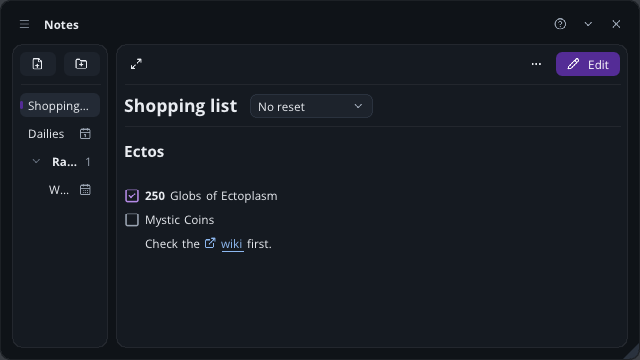 Notes
Edit
Shopping...
Dailies
Ra... 1
W...
Shopping list
No reset
Ectos
250 Globs of Ectoplasm
Mystic Coins
Check the wiki first.